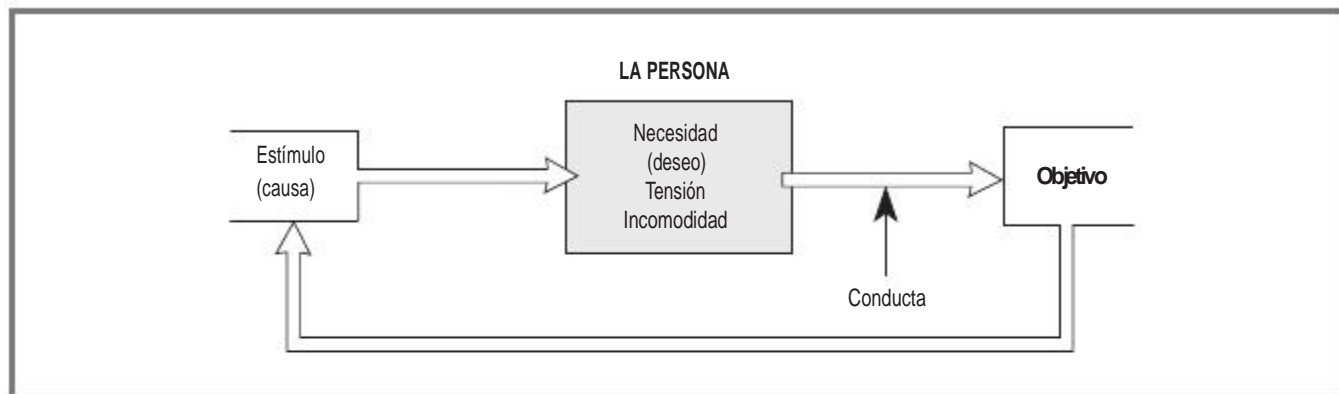 LA PERSONA
Estímulo
(causa)
Necesidad
(deseo)
Tensión
Incomodidad
Objetivo
Conducta